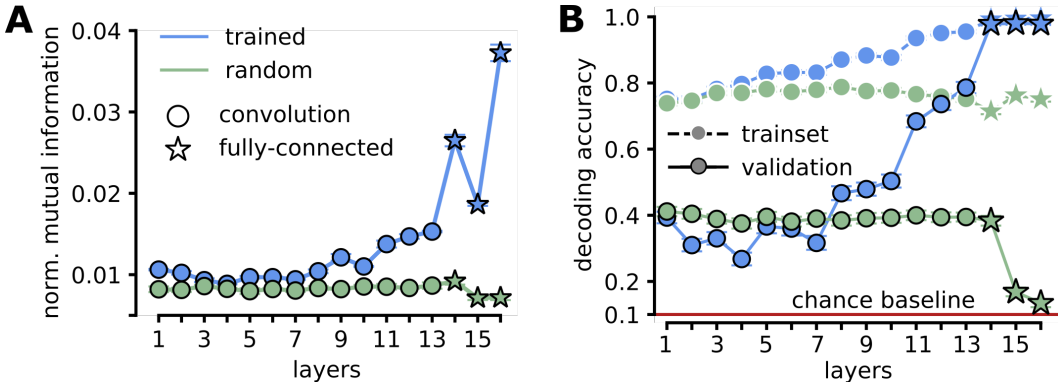 A
norm. mutual information
0.04
0.03
0.02
0.01
trained
random
convolution
fully-connected
1 3 5 7 9 11 13 15
layers
B
decoding accuracy
1.0
0.8
0.6
0.4
0.2
0.1
trainset
validation
chance baseline
1 3 5 7 9 11 13 15
layers